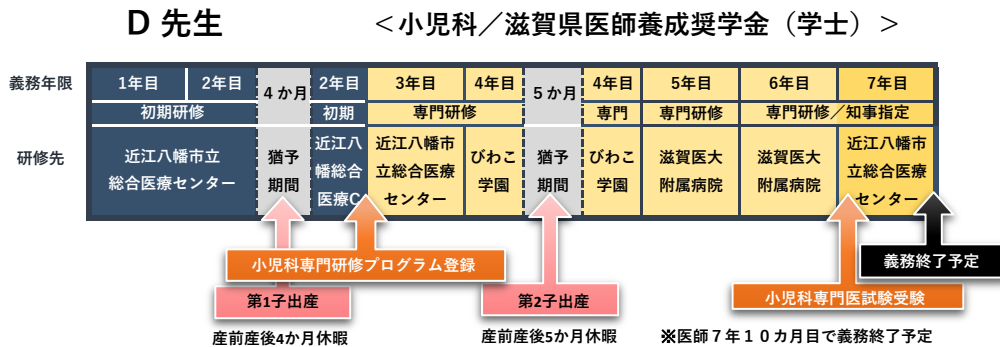 D 先生
＜小児科／滋賀県医師養成奨学金（学士）＞
義務年限
1年目
2年目
4 か月
2年目
3年目
4年目
5 か月
4年目
5年目
6年目
7年目
初期研修
初期
専門研修
専門
専門研修
専門研修／知事指定
研修先
近江八幡市立
総合医療センター
猶予
期間
近江八
幡総合
医療C
近江八幡市
立総合医療
センター
びわこ
学園
猶予
期間
びわこ
学園
滋賀医大
附属病院
滋賀医大
附属病院
近江八幡市
立総合医療
センター
小児科専門研修プログラム登録
義務終了予定
第1子出産
第2子出産
小児科専門医試験受験
産前産後4か月休暇
産前産後5か月休暇
※医師７年１０カ月目で義務終了予定